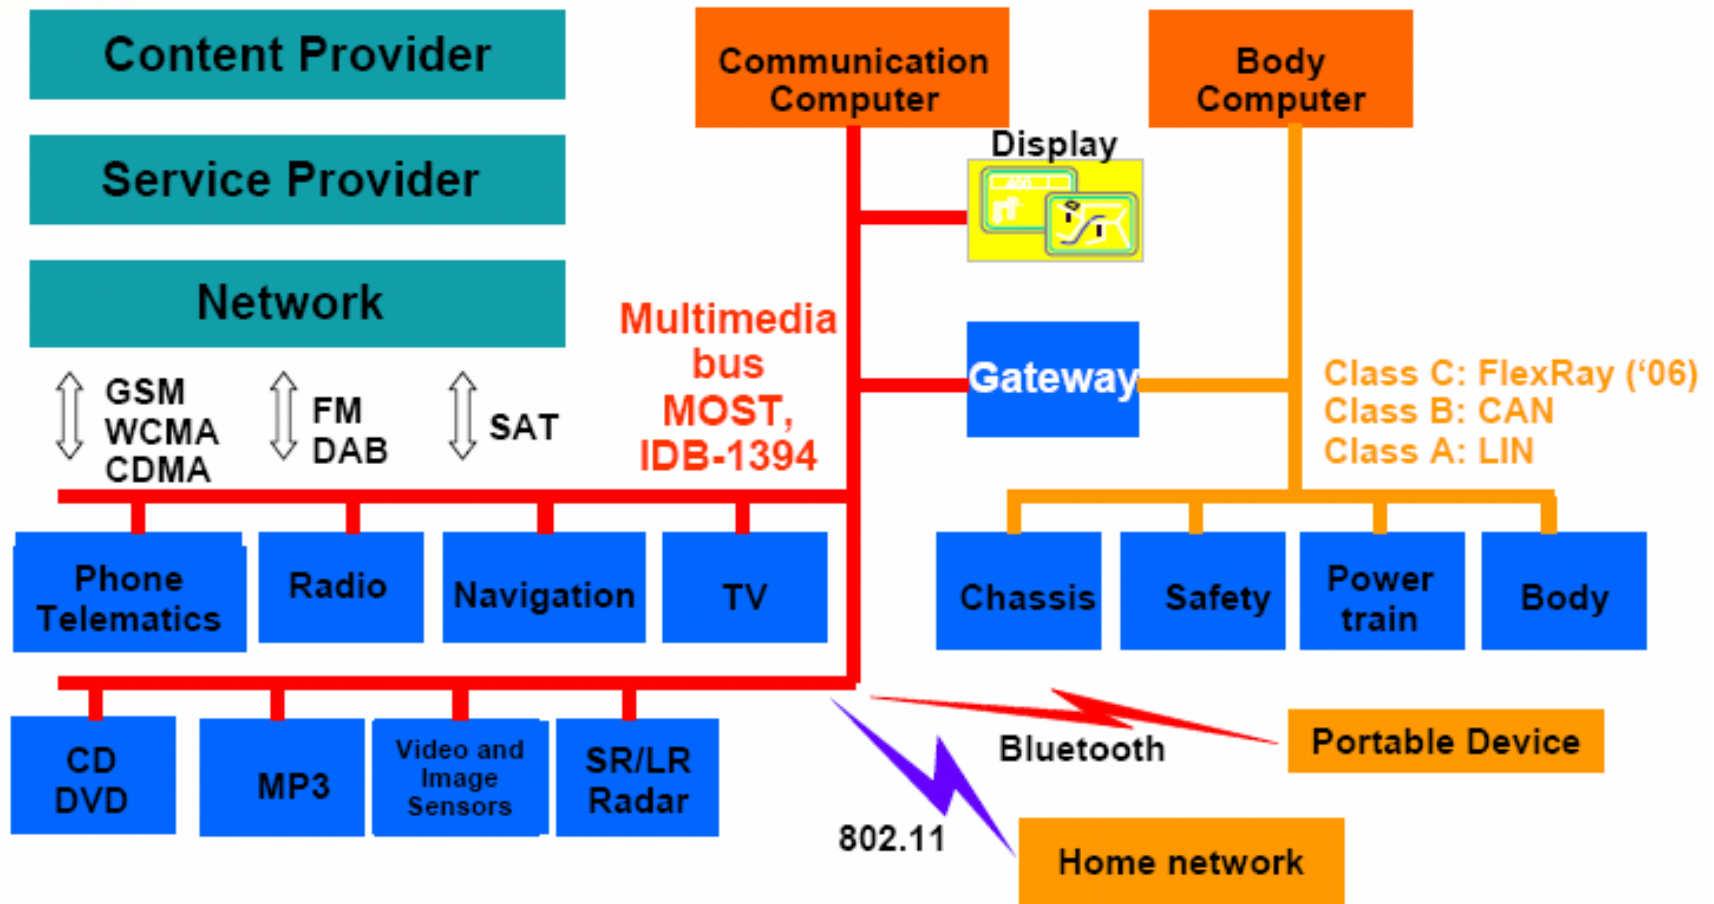 Content Provider
Service Provider
Network
GSM
WCMA
CDMA
FM
DAB
SAT
Communication
Computer
Body
Computer
Display
Multimedia
bus
MOST,
IDB-1394
Gateway
Class C: FlexRay (‘06)
Class B: CAN
Class A: LIN
Phone
Telematics
Radio
Navigation
TV
Chassis
Safety
Power
train
Body
CD
DVD
MP3
Video and
Image
Sensors
SR/LR
Radar
Bluetooth
Portable Device
802.11
Home network